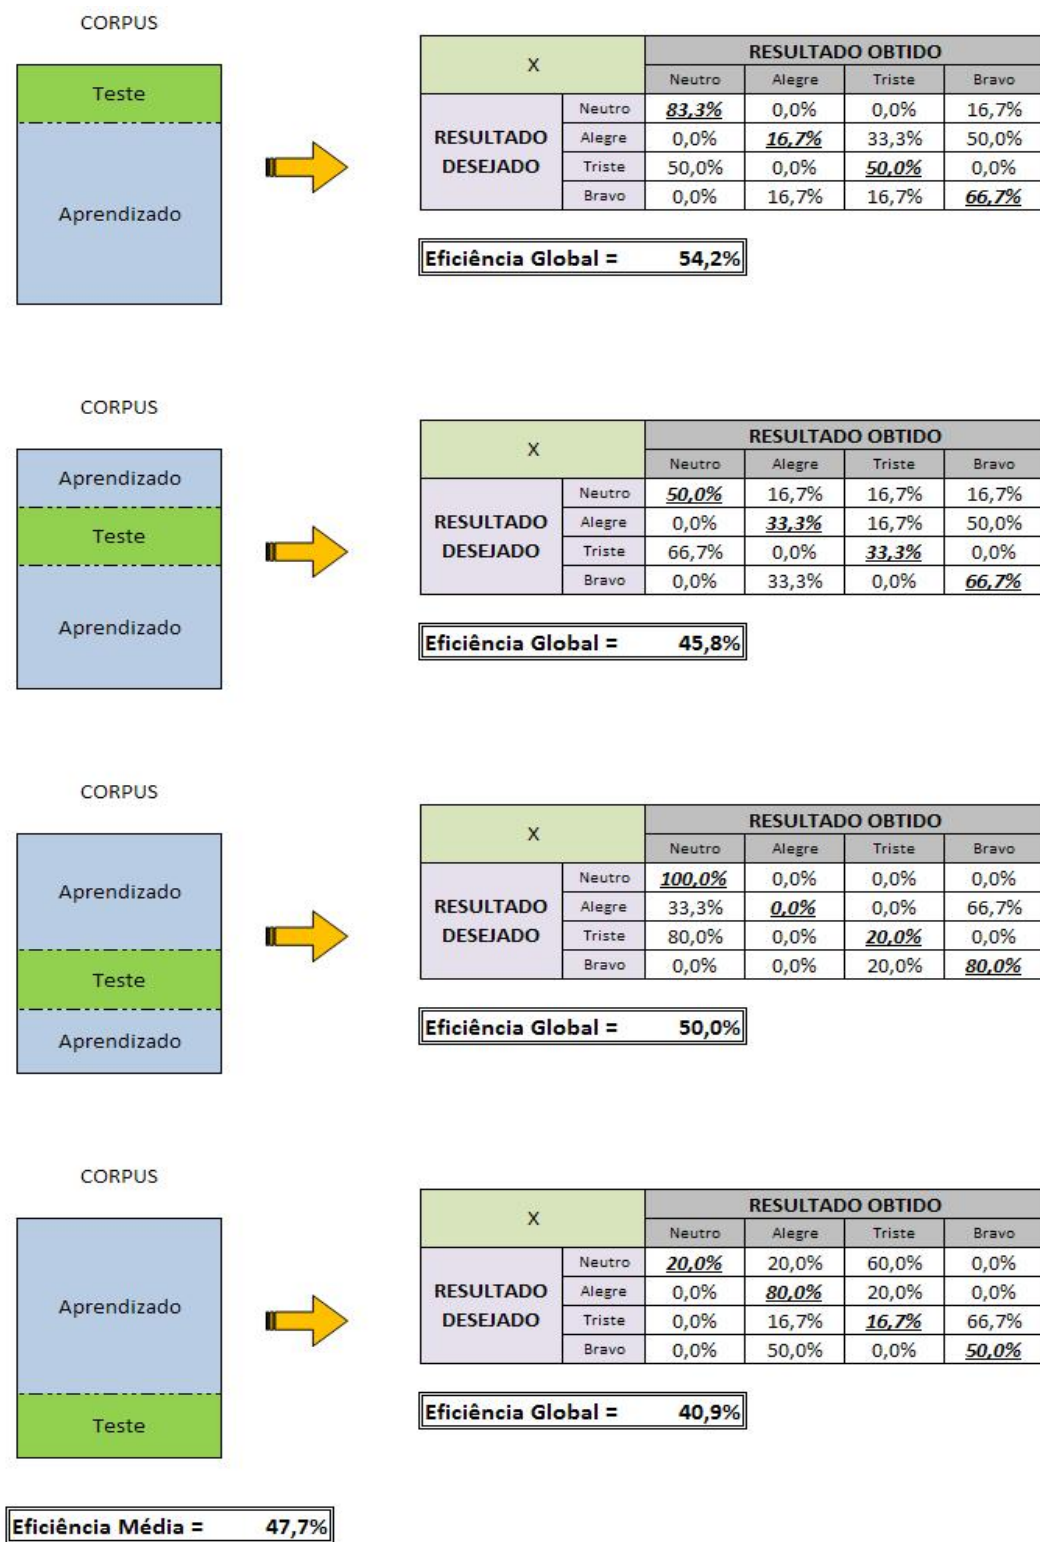 CORPUS
Teste
Aprendizado
X RESULTADO OBTIDO
Neutro Alegre Triste Bravo
RESULTADO DESEJADO
Neutro 83,3% 0,0% 0,0% 16,7%
Alegre 0,0% 16,7% 33,3% 50,0%
Triste 50,0% 0,0% 50,0% 0,0%
Bravo 0,0% 16,7% 16,7% 66,7%
Eficiência Global = 54,2%
CORPUS
Aprendizado
Teste
Aprendizado
X RESULTADO OBTIDO
Neutro Alegre Triste Bravo
RESULTADO DESEJADO
Neutro 50,0% 16,7% 16,7% 16,7%
Alegre 0,0% 33,3% 16,7% 50,0%
Triste 66,7% 0,0% 33,3% 0,0%
Bravo 0,0% 33,3% 0,0% 66,7%
Eficiência Global = 45,8%
CORPUS
Aprendizado
Teste
Aprendizado
X RESULTADO OBTIDO
Neutro Alegre Triste Bravo
RESULTADO DESEJADO
Neutro 100,0% 0,0% 0,0% 0,0%
Alegre 33,3% 0,0% 0,0% 66,7%
Triste 80,0% 0,0% 20,0% 0,0%
Bravo 0,0% 0,0% 20,0% 80,0%
Eficiência Global = 50,0%
CORPUS
Aprendizado
Teste
X RESULTADO OBTIDO
Neutro Alegre Triste Bravo
RESULTADO DESEJADO
Neutro 20,0% 20,0% 60,0% 0,0%
Alegre 0,0% 80,0% 20,0% 0,0%
Triste 0,0% 16,7% 16,7% 66,7%
Bravo 0,0% 50,0% 0,0% 50,0%
Eficiência Global = 40,9%
Eficiência Média = 47,7%